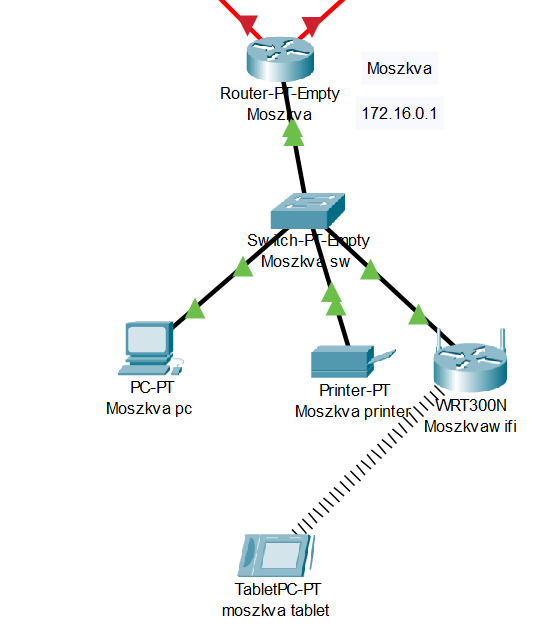 Moszkva
Router-PT-Empty
Moszkva
172.16.0.1
Switch-PT-Empty
Moszkva sw
PC-PT
Moszkva pc
Printer-PT
Moszkva printer
WRT300N
Moszkvaw ifi
TabletPC-PT
moszkva tablet